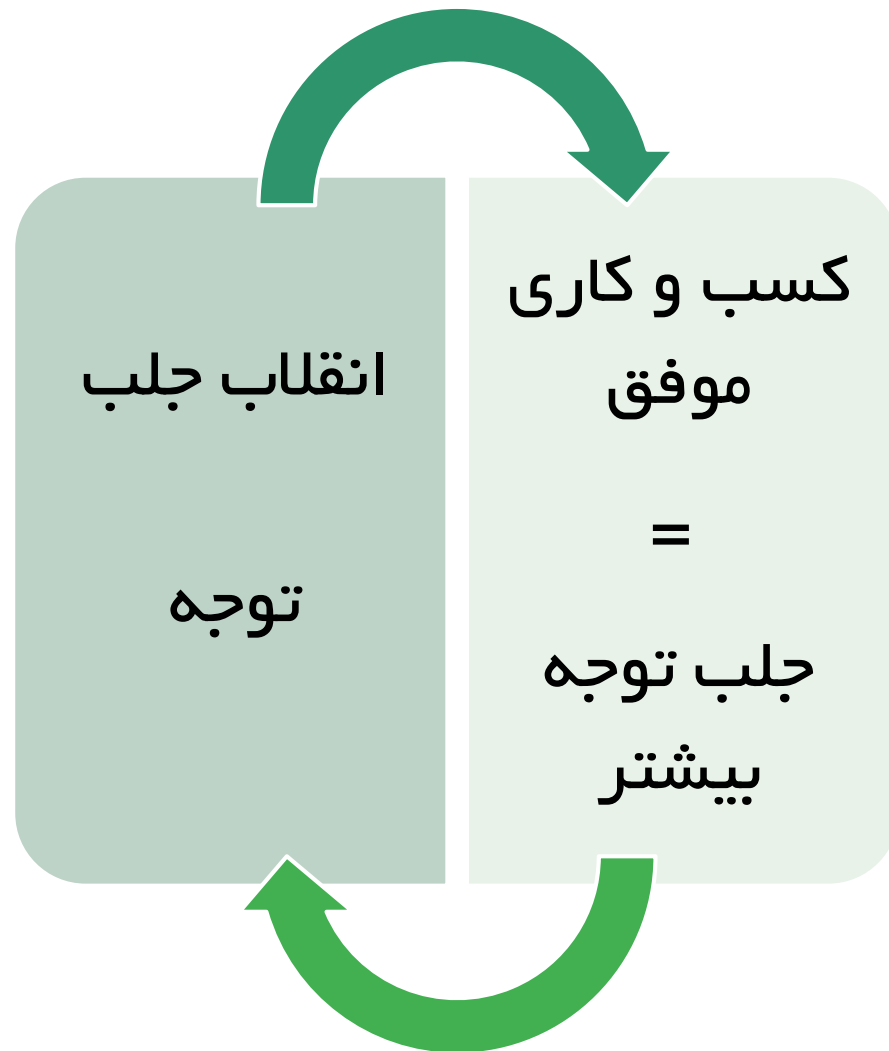 کسب و کاری
موفق
=
جلب توجه
بیشتر
انقلاب جلب
توجه